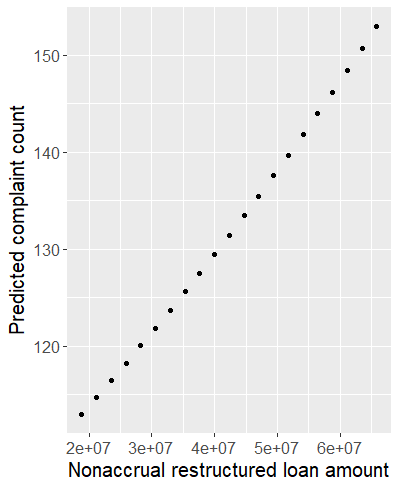 Predicted complaint count
150
140
130
120
2e+07 3e+07 4e+07 5e+07 6e+07
Nonaccrual restructured loan amount